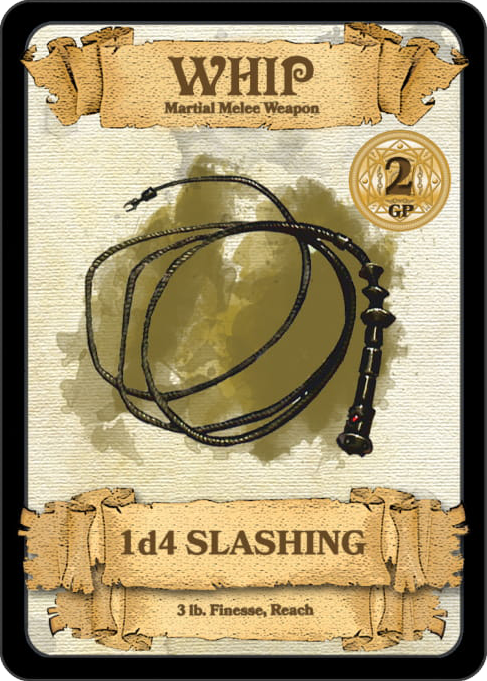 WHIP
Martial Melee Weapon
2
GP
1d4 SLASHING
3 lb. Finesse, Reach